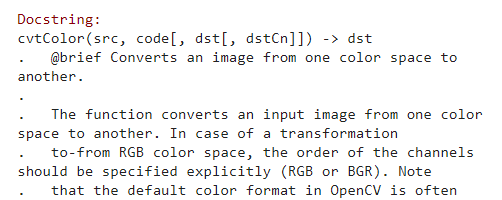 Docstring:
cvtColor(src, code[, dst[, dstCn]]) -> dst
.   @brief Converts an image from one color space to
another.
.
.   The function converts an input image from one color
space to another. In case of a transformation
.   to-from RGB color space, the order of the channels
should be specified explicitly (RGB or BGR). Note
.   that the default color format in OpenCV is often